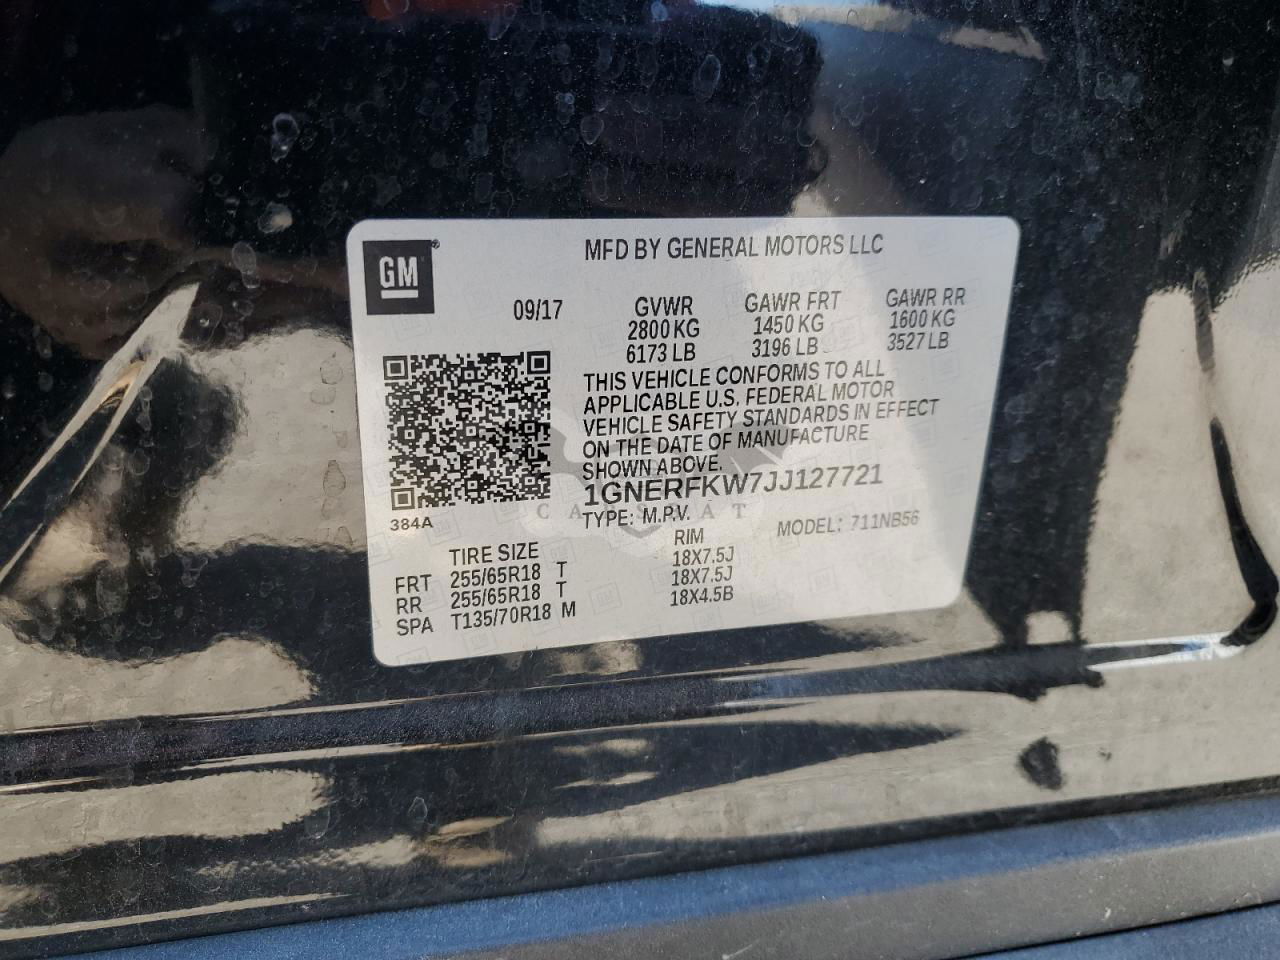 GM
MFD BY GENERAL MOTORS LLC
09/17 GVWR GAWR FRT GAWR RR
2800 KG 1450 KG 1600 KG
6173 LB 3196 LB 3527 LB
THIS VEHICLE CONFORMS TO ALL
APPLICABLE U.S. FEDERAL MOTOR
VEHICLE SAFETY STANDARDS IN EFFECT
ON THE DATE OF MANUFACTURE
SHOWN ABOVE.
1GNERFKW7JJ127721
384A
TYPE: M.P.V. MODEL: 711NB56
TIRE SIZE RIM
FRT 255/65R18 T 18X7.5J
RR 255/65R18 T 18X7.5J
SPA T135/70R18 M 18X4.5B